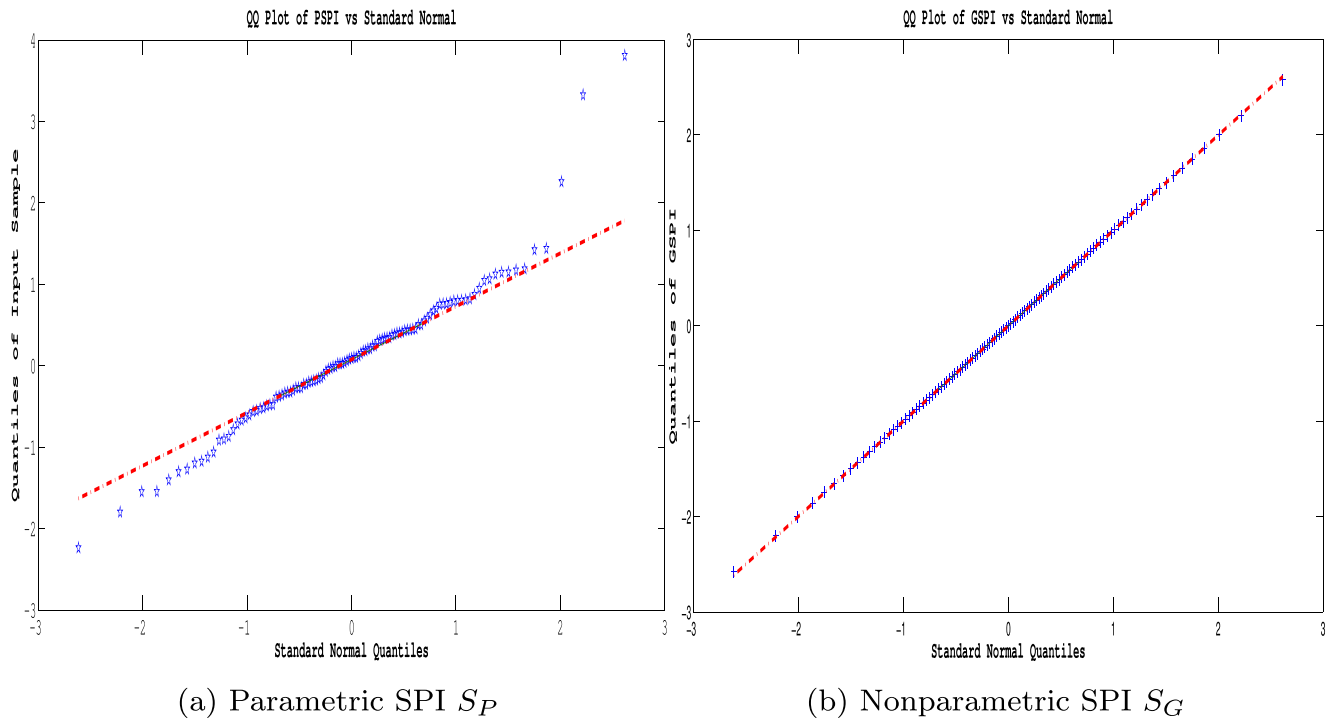 QQ Plot of PSPI vs Standard Normal
4
3
2
1
0
−1
−2
−3
−3 −2 −1 0 1 2 3
Quantiles of Input Sample
Standard Normal Quantiles
(a) Parametric SPI S_P
QQ Plot of GSPI vs Standard Normal
3
2
1
0
−1
−2
−3
−3 −2 −1 0 1 2 3
Quantiles of GSPI
Standard Normal Quantiles
(b) Nonparametric SPI S_G